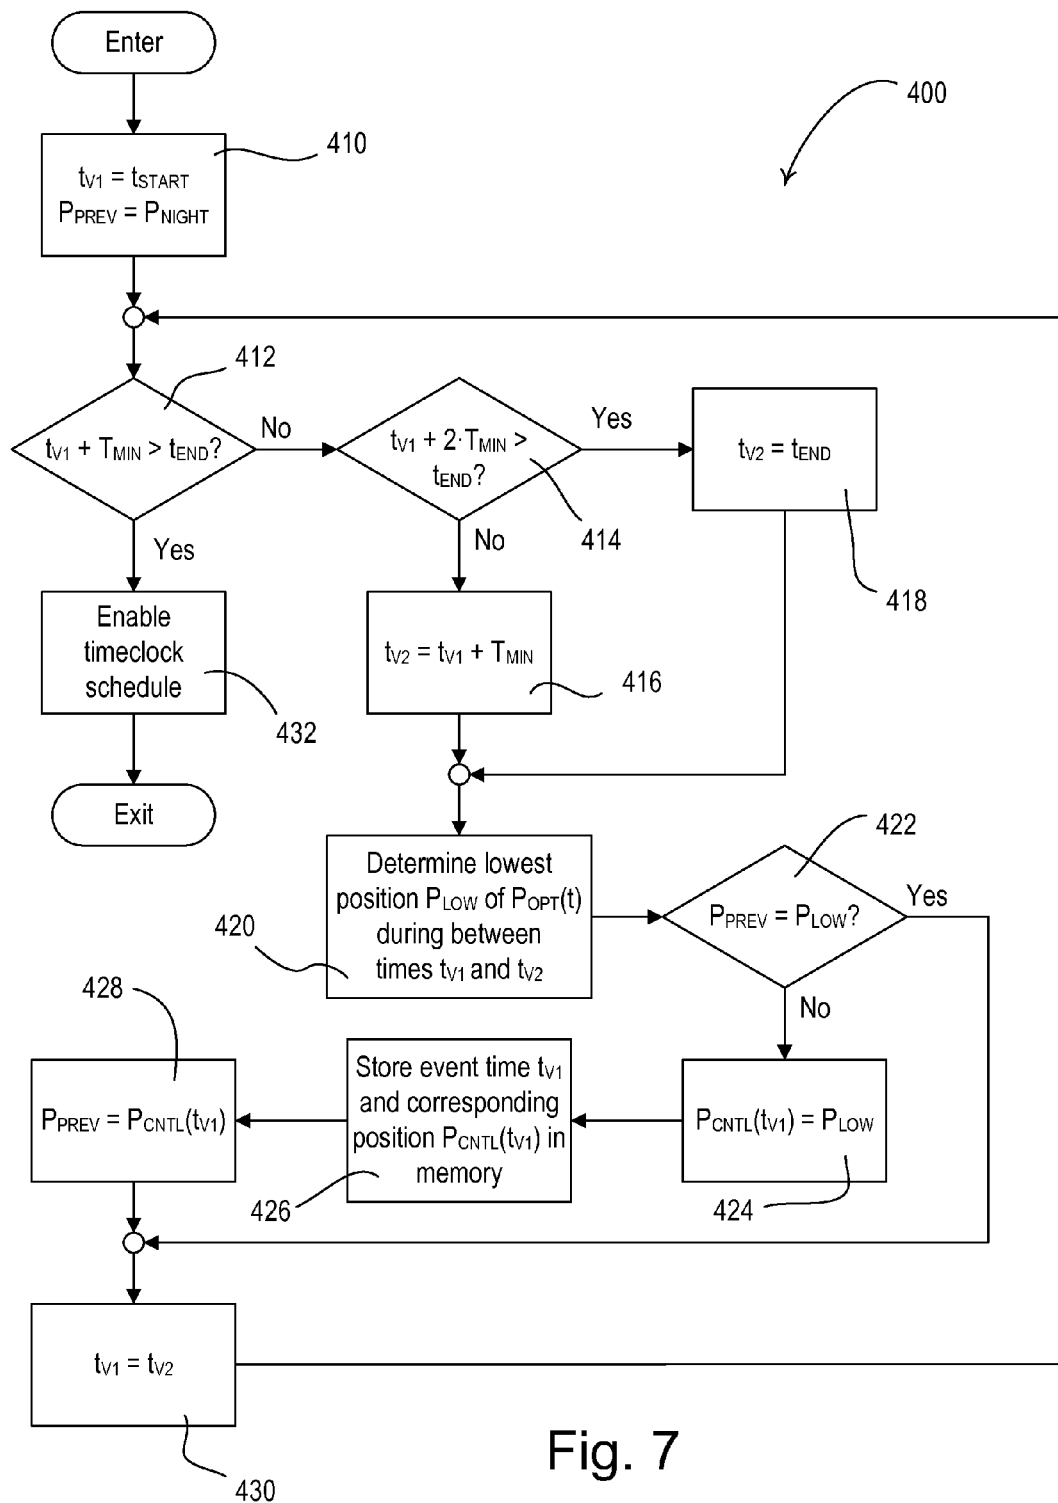 Enter
400
410
tV1 = tSTART
PPREV = PNIGHT
412
tV1 + TMIN > tEND?
No
Yes
tV1 + 2·TMIN >
tEND?
414
Yes
No
tV2 = tEND
418
Enable
timeclock
schedule
432
Exit
tV2 = tV1 + TMIN
416
Determine lowest
position PLOW of POPT(t)
during between
times tV1 and tV2
420
422
PPREV = PLOW?
Yes
No
PCNTL(tV1) = PLOW
424
Store event time tV1
and corresponding
position PCNTL(tV1) in
memory
426
428
PPREV = PCNTL(tV1)
tV1 = tV2
430
Fig. 7